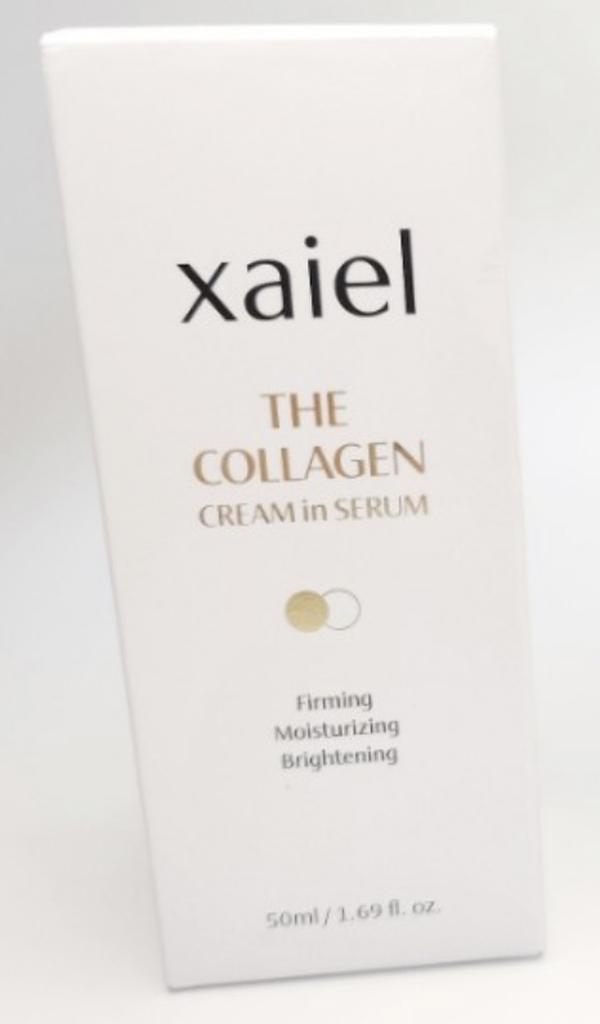 xaiel
THE
COLLAGEN
CREAM in SERUM
Firming
Moisturizing
Brightening
50ml / 1.69 fl. oz.